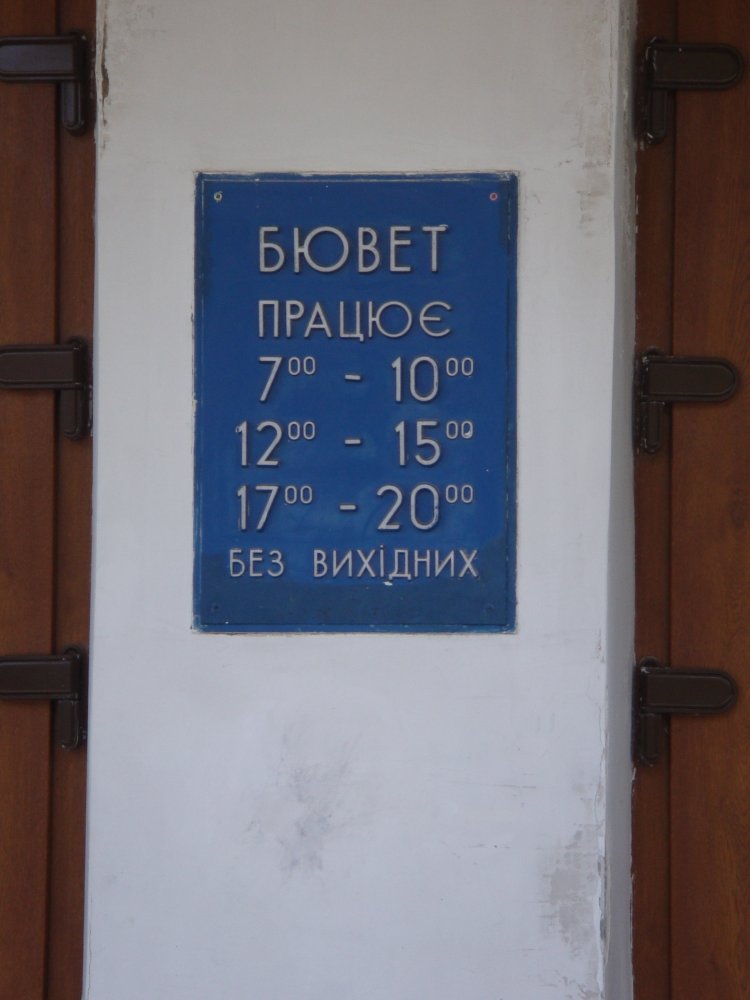 БЮВЕТ
ПРАЦЮЄ
7⁰⁰ - 10⁰⁰
12⁰⁰ - 15⁰⁰
17⁰⁰ - 20⁰⁰
БЕЗ ВИХІДНИХ